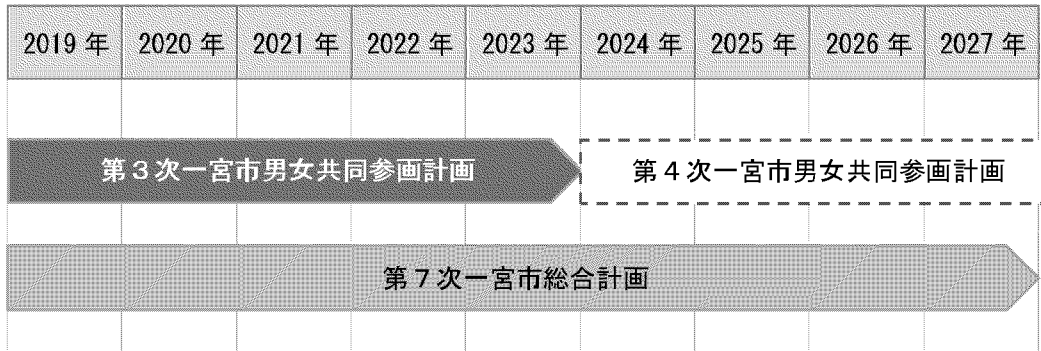 2019 年 2020 年 2021 年 2022 年 2023 年 2024 年 2025 年 2026 年 2027 年
第３次一宮市男女共同参画計画 第４次一宮市男女共同参画計画
第７次一宮市総合計画